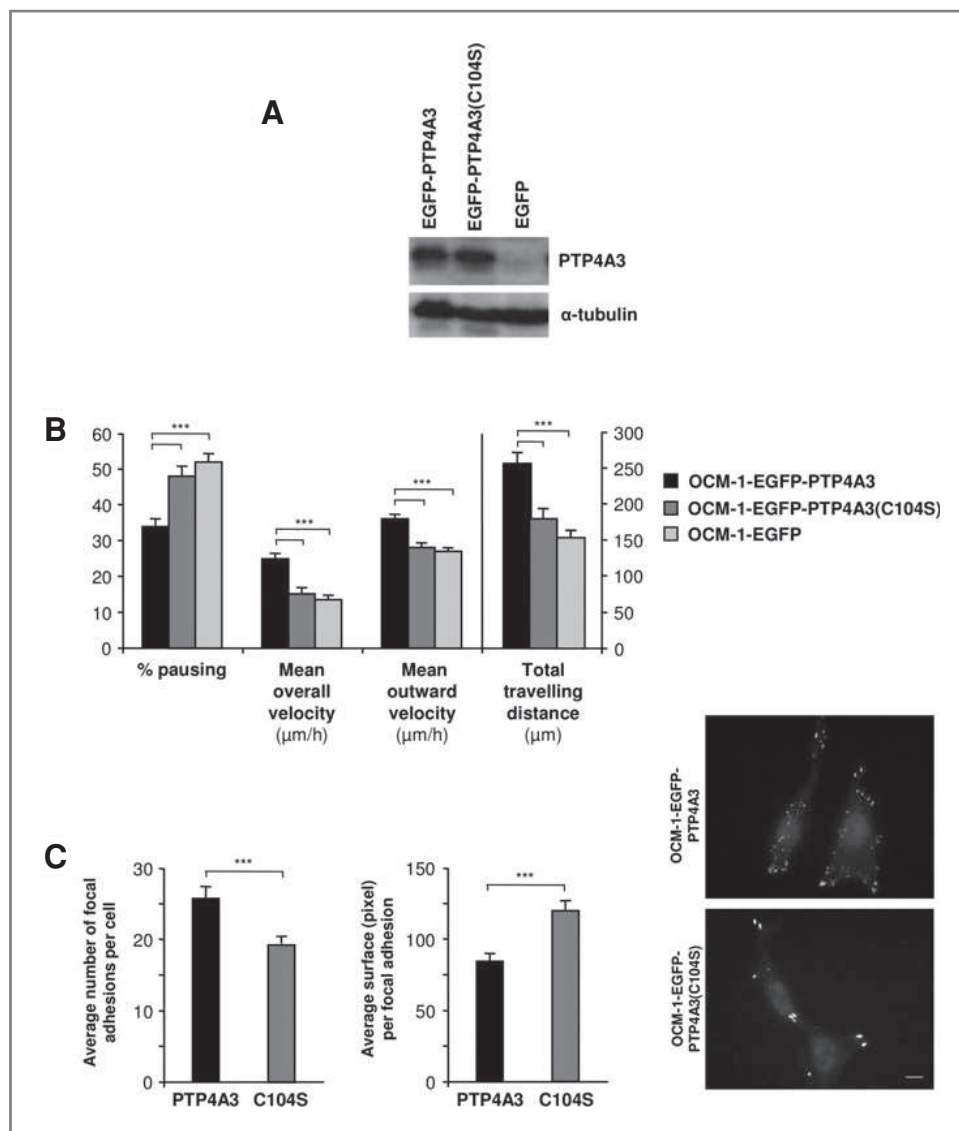 A
EGFP-PTP4A3
EGFP-PTP4A3(C104S)
EGFP
PTP4A3
α-tubulin
B
60
50
40
30
20
10
0
***
***
***
***
300
250
200
150
100
50
0
% pausing
Mean
overall
velocity
(µm/h)
Mean
outward
velocity
(µm/h)
Total
travelling
distance
(µm)
OCM-1-EGFP-PTP4A3
OCM-1-EGFP-PTP4A3(C104S)
OCM-1-EGFP
C
Average number of focal
adhesions per cell
30
20
10
0
***
PTP4A3
C104S
Average surface (pixel)
per focal adhesion
150
100
50
0
***
PTP4A3
C104S
OCM-1-EGFP-
PTP4A3
OCM-1-EGFP-
PTP4A3(C104S)